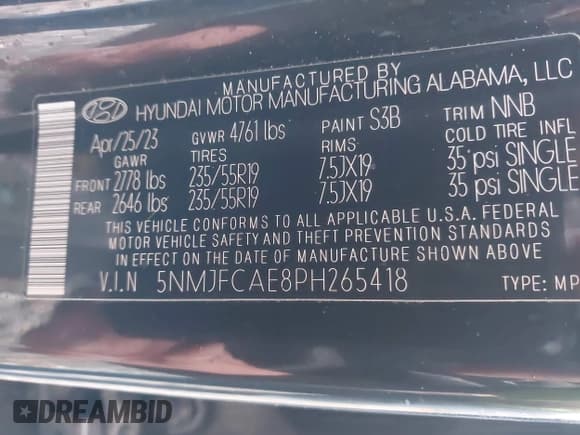 MANUFACTURED BY
HYUNDAI MOTOR MANUFACTURING ALABAMA, LLC
Apr/25/23 GVWR 4761 lbs PAINT S3B TRIM NNB
GAWR TIRES RIMS COLD TIRE INFL
FRONT 2778 lbs 235/55R19 7.5JX19 35 psi SINGLE
REAR 2646 lbs 235/55R19 7.5JX19 35 psi SINGLE
THIS VEHICLE CONFORMS TO ALL APPLICABLE U.S.A. FEDERAL
MOTOR VEHICLE SAFETY AND THEFT PREVENTION STANDARDS
IN EFFECT ON THE DATE OF MANUFACTURE SHOWN ABOVE
V.I.N 5NMJFCAE8PH265418 TYPE: MP
DREAMBID